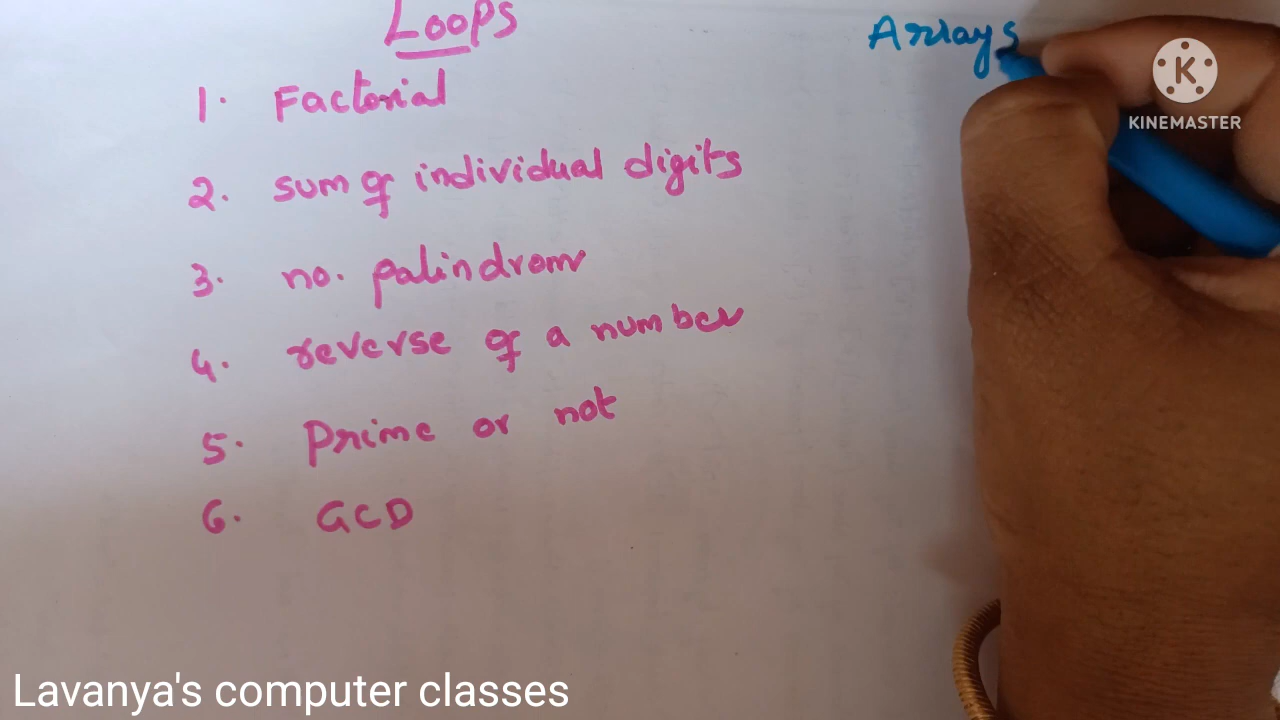 Loops
Arrays
1. Factorial
2. sum of individual digits
3. no. palindrom
4. reverse of a number
5. Prime or not
6. GCD
K
KINEMASTER
Lavanya's computer classes